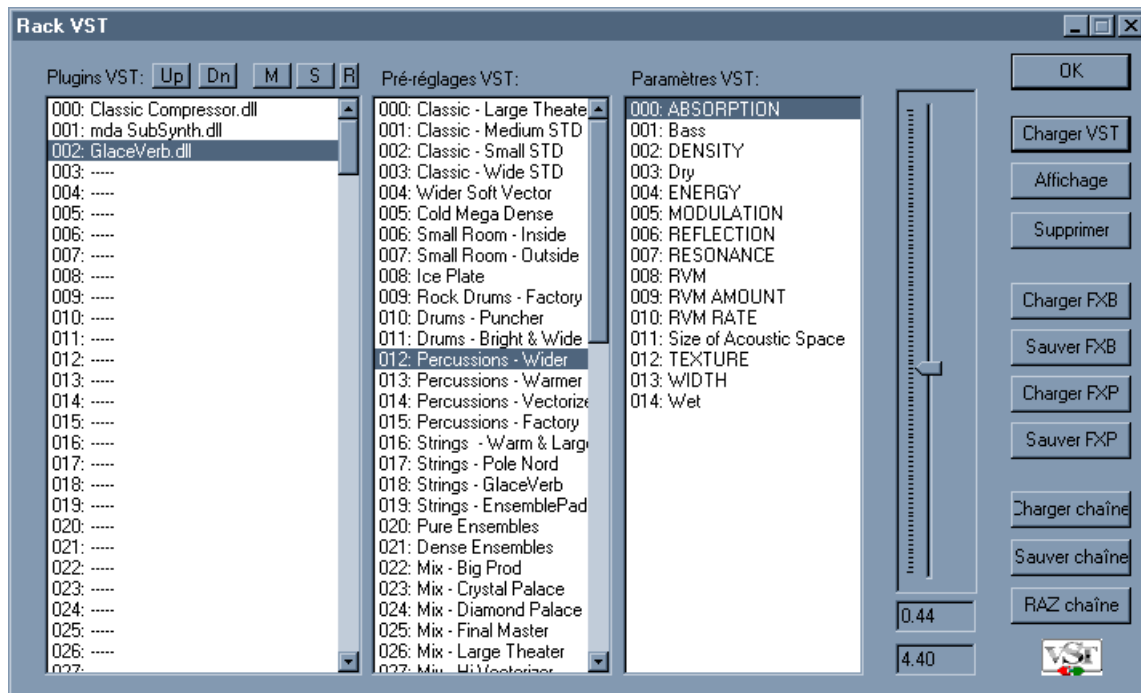 Rack VST
Plugins VST: Up Dn M S R
000: Classic Compressor.dll
001: mda SubSynth.dll
002: GlaceVerb.dll
003: -----
004: -----
005: -----
006: -----
007: -----
008: -----
009: -----
010: -----
011: -----
012: -----
013: -----
014: -----
015: -----
016: -----
017: -----
018: -----
019: -----
020: -----
021: -----
022: -----
023: -----
024: -----
025: -----
026: -----
027:
Pré-réglages VST:
000: Classic - Large Theate
001: Classic - Medium STD
002: Classic - Small STD
003: Classic - Wide STD
004: Wider Soft Vector
005: Cold Mega Dense
006: Small Room - Inside
007: Small Room - Outside
008: Ice Plate
009: Rock Drums - Factory
010: Drums - Puncher
011: Drums - Bright & Wide
012: Percussions - Wider
013: Percussions - Warmer
014: Percussions - Vectorize
015: Percussions - Factory
016: Strings - Warm & Larg
017: Strings - Pole Nord
018: Strings - GlaceVerb
019: Strings - EnsemblePad
020: Pure Ensembles
021: Dense Ensembles
022: Mix - Big Prod
023: Mix - Crystal Palace
024: Mix - Diamond Palace
025: Mix - Final Master
026: Mix - Large Theater
027: Mix - Hi Vectorizer
Paramètres VST:
000: ABSORPTION
001: Bass
002: DENSITY
003: Dry
004: ENERGY
005: MODULATION
006: REFLECTION
007: RESONANCE
008: RVM
009: RVM AMOUNT
010: RVM RATE
011: Size of Acoustic Space
012: TEXTURE
013: WIDTH
014: Wet
0.44
4.40
OK
Charger VST
Affichage
Supprimer
Charger FXB
Sauver FXB
Charger FXP
Sauver FXP
Charger chaîne
Sauver chaîne
RAZ chaîne
VST